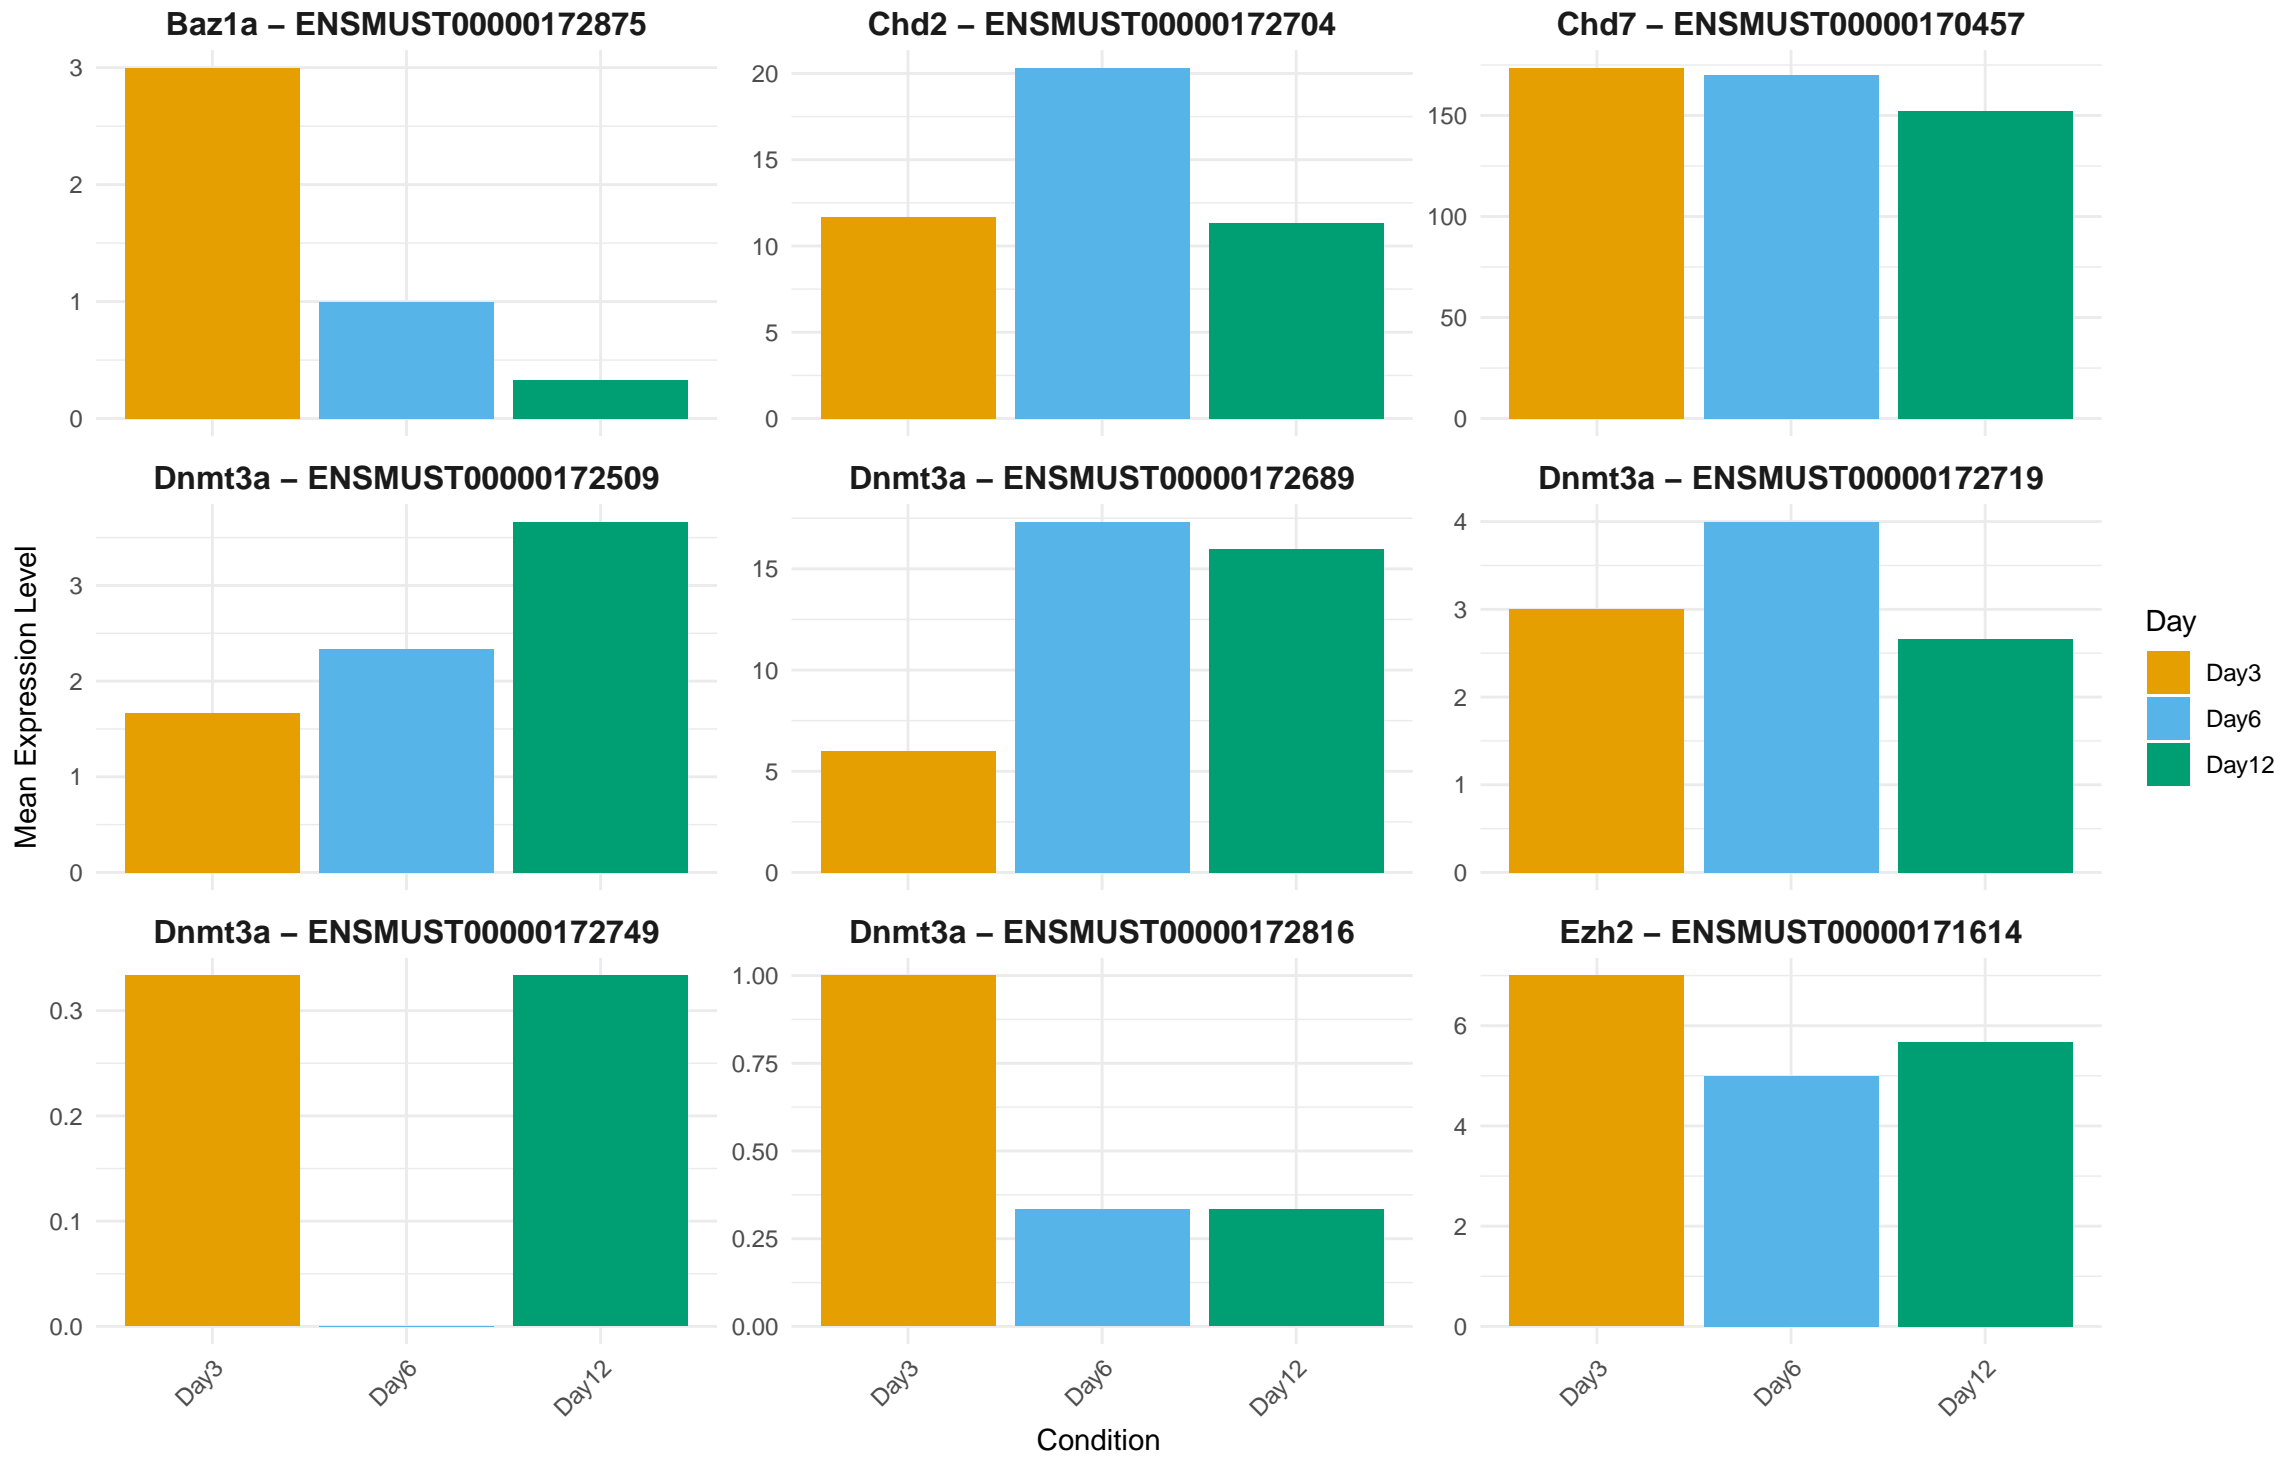 Baz1a – ENSMUST00000172875
Chd2 – ENSMUST00000172704
Chd7 – ENSMUST00000170457
3
2
1
0
20
15
10
5
0
150
100
50
0
Dnmt3a – ENSMUST00000172509
Dnmt3a – ENSMUST00000172689
Dnmt3a – ENSMUST00000172719
3
2
1
0
15
10
5
0
4
3
2
1
0
Dnmt3a – ENSMUST00000172749
Dnmt3a – ENSMUST00000172816
Ezh2 – ENSMUST00000171614
0.3
0.2
0.1
0.0
1.00
0.75
0.50
0.25
0.00
6
4
2
0
Day3
Day6
Day12
Day3
Day6
Day12
Day3
Day6
Day12
Condition
Mean Expression Level
Day
Day3
Day6
Day12